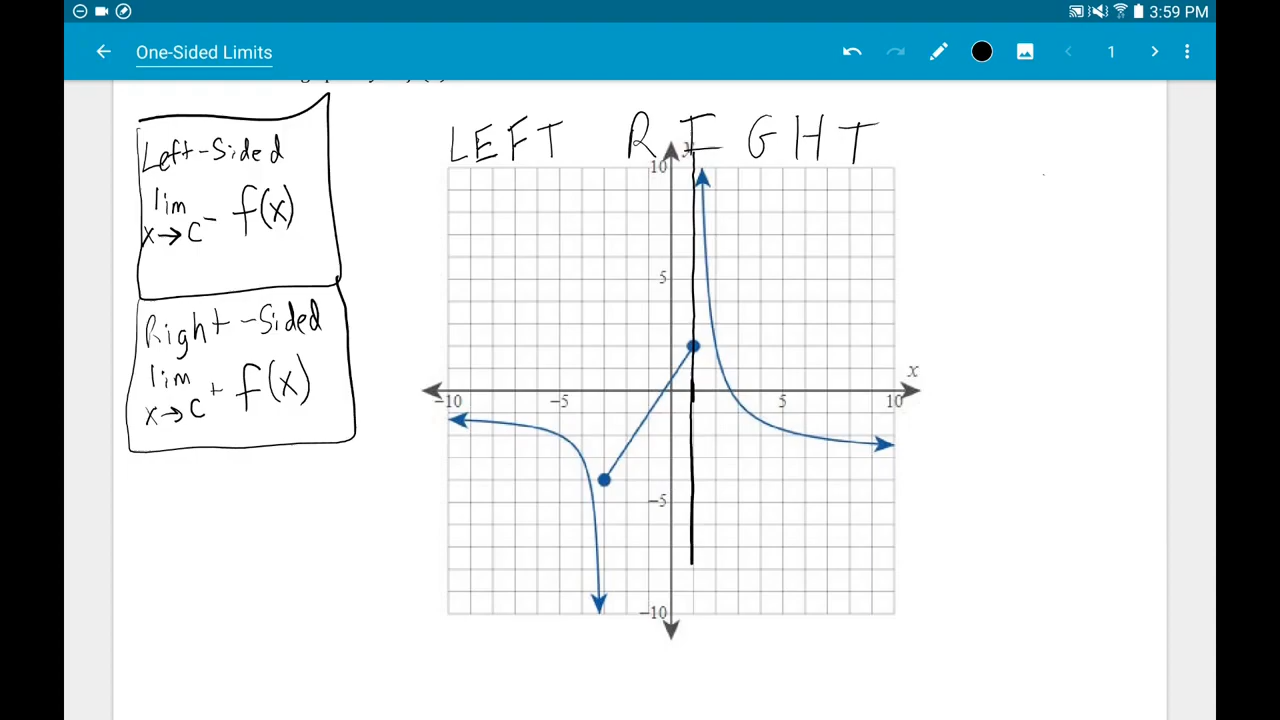 3:59 PM
One-Sided Limits
1
Left-Sided
lim
x→c⁻ f(x)
Right-Sided
lim
x→c⁺ f(x)
LEFT RIGHT
y
10
5
x
-10
-5
5
10
-5
-10